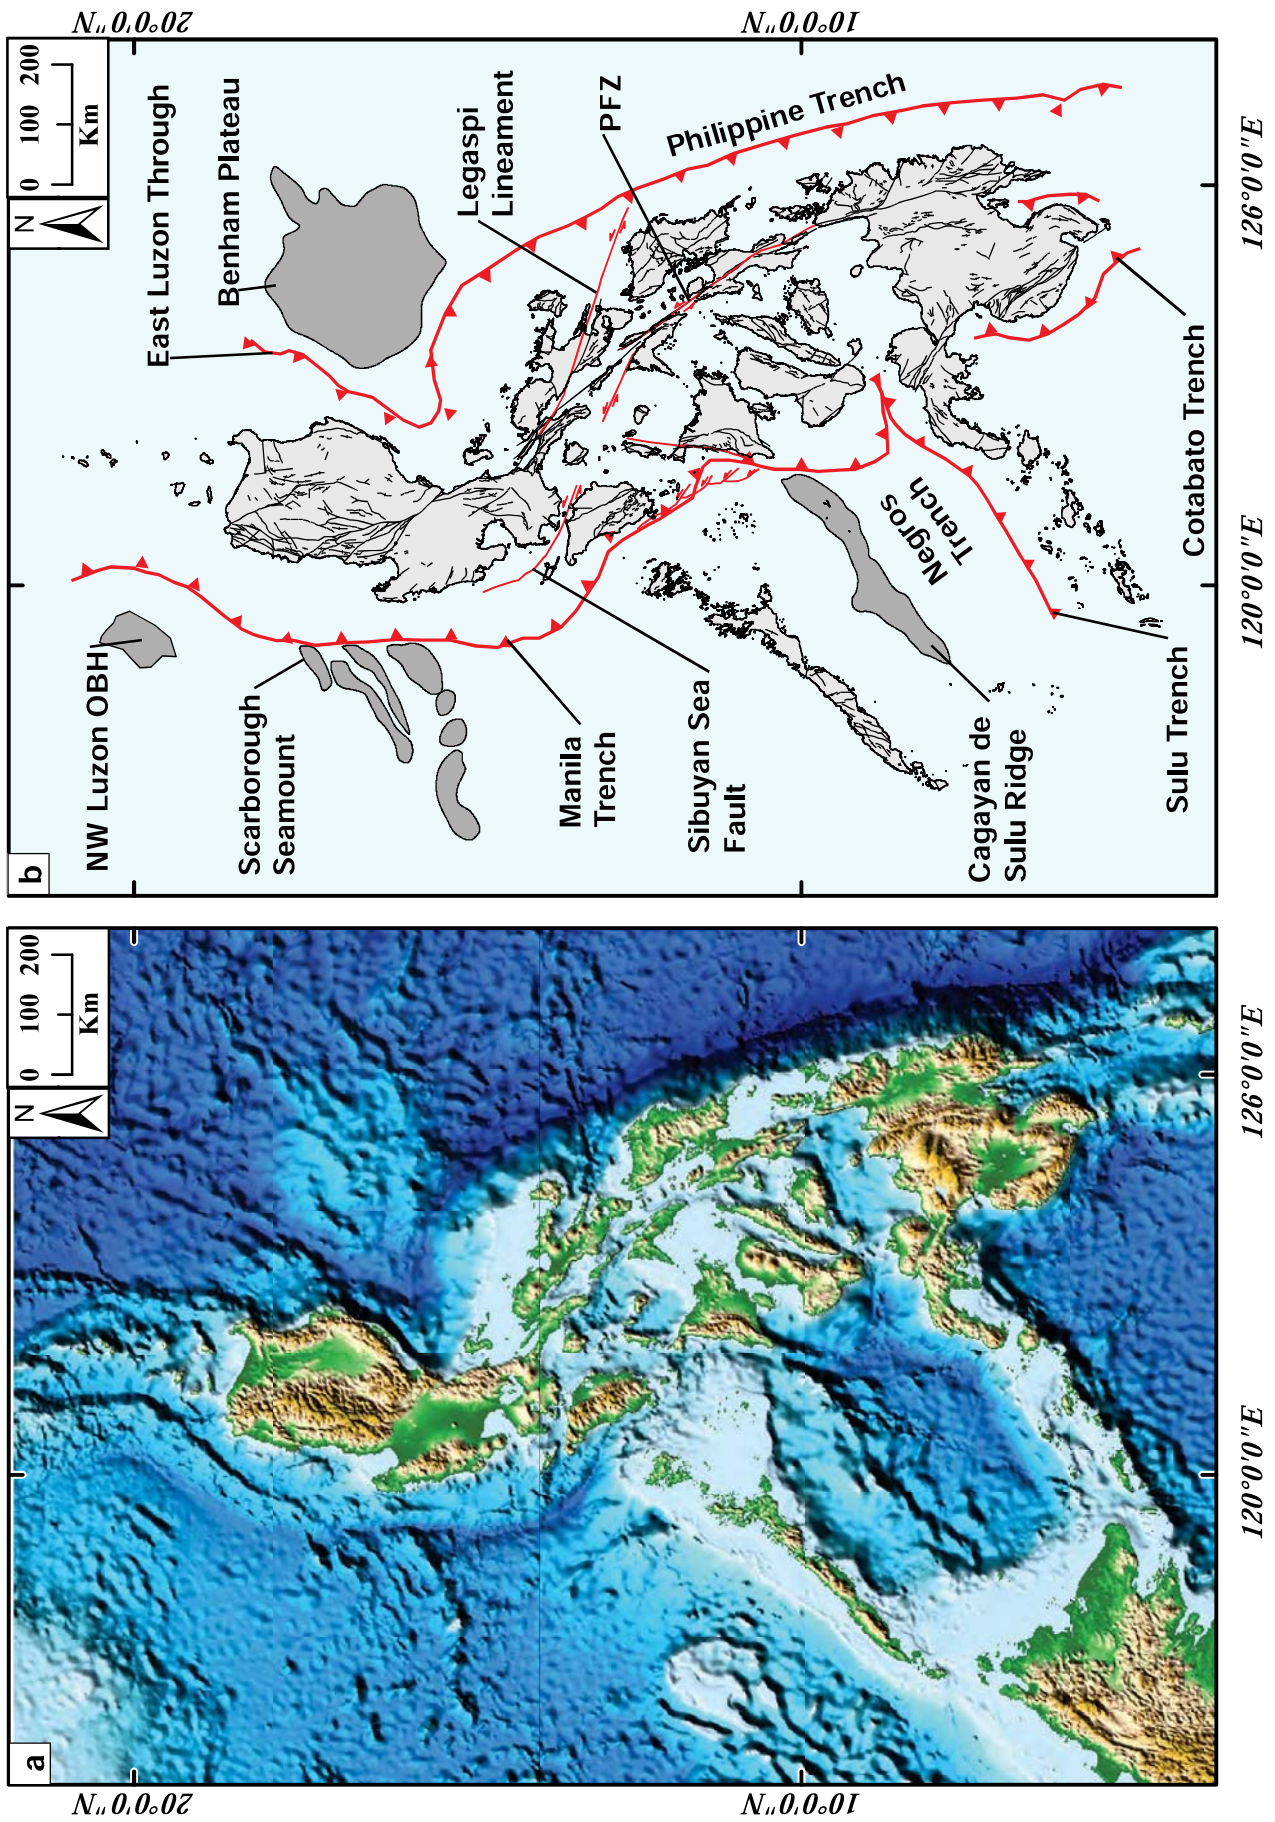 a
N
0 100 200
Km
20°0'0"N
10°0'0"N
120°0'0"E
126°0'0"E
b
N
0 100 200
Km
NW Luzon OBH
East Luzon Through
Benham Plateau
Scarborough
Seamount
Legaspi
Lineament
Manila
Trench
PFZ
Sibuyan Sea
Fault
Philippine Trench
Negros
Trench
Cagayan de
Sulu Ridge
Sulu Trench
Cotabato Trench
20°0'0"N
10°0'0"N
120°0'0"E
126°0'0"E